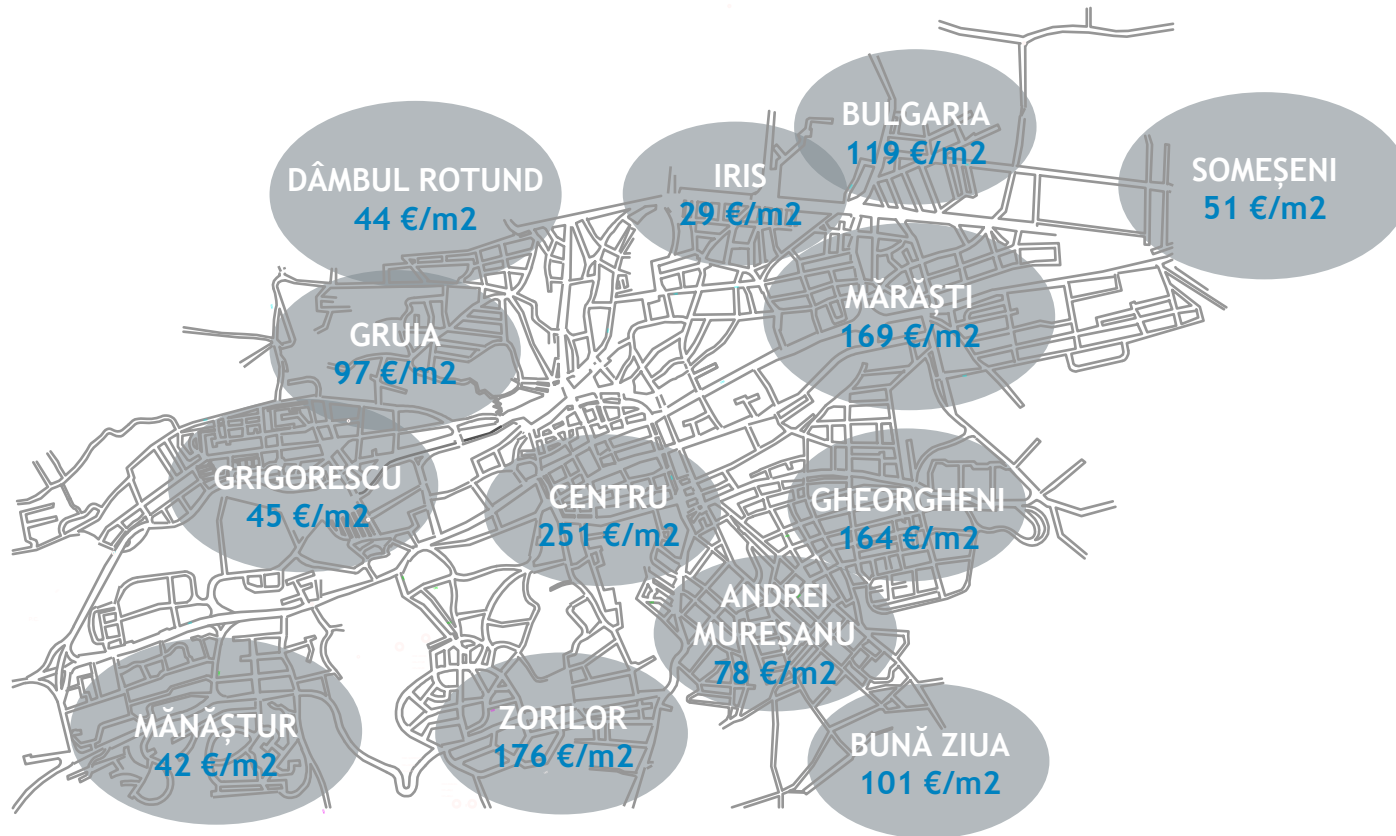 BULGARIA
119 €/m2
DÂMBUL ROTUND
44 €/m2
IRIS
29 €/m2
SOMEȘENI
51 €/m2
GRUIA
97 €/m2
MĂRĂȘTI
169 €/m2
GRIGORESCU
45 €/m2
CENTRU
251 €/m2
GHEORGHENI
164 €/m2
ANDREI
MUREȘANU
78 €/m2
MĂNĂȘTUR
42 €/m2
ZORILOR
176 €/m2
BUNĂ ZIUA
101 €/m2